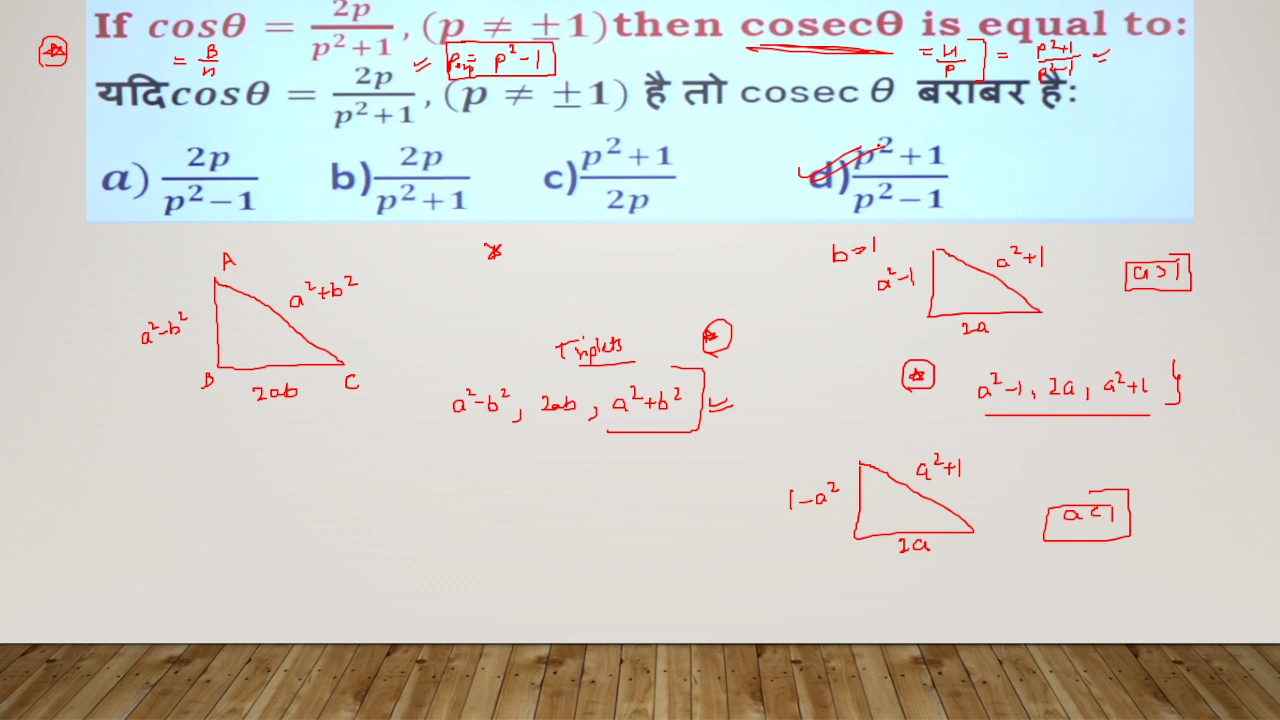 If cosθ = 2p/p²+1, (p ≠ ±1) then cosecθ is equal to:
= B/H
✓ Perp = p²-1
= H/P] = p²+1/p²-1 ✓
यदि cosθ = 2p/p²+1, (p ≠ ±1) है तो cosec θ बराबर है:
a) 2p/p²−1 b) 2p/p²+1 c) p²+1/2p d) p²+1/p²−1
A
a²+b²
a²-b²
B
2ab
C
Triplets
a²-b², 2ab, a²+b²
b→1
a²-1
a²+1
2a
a>1
a²-1, 2a, a²+1 }
1-a²
a²+1
2a
a<1